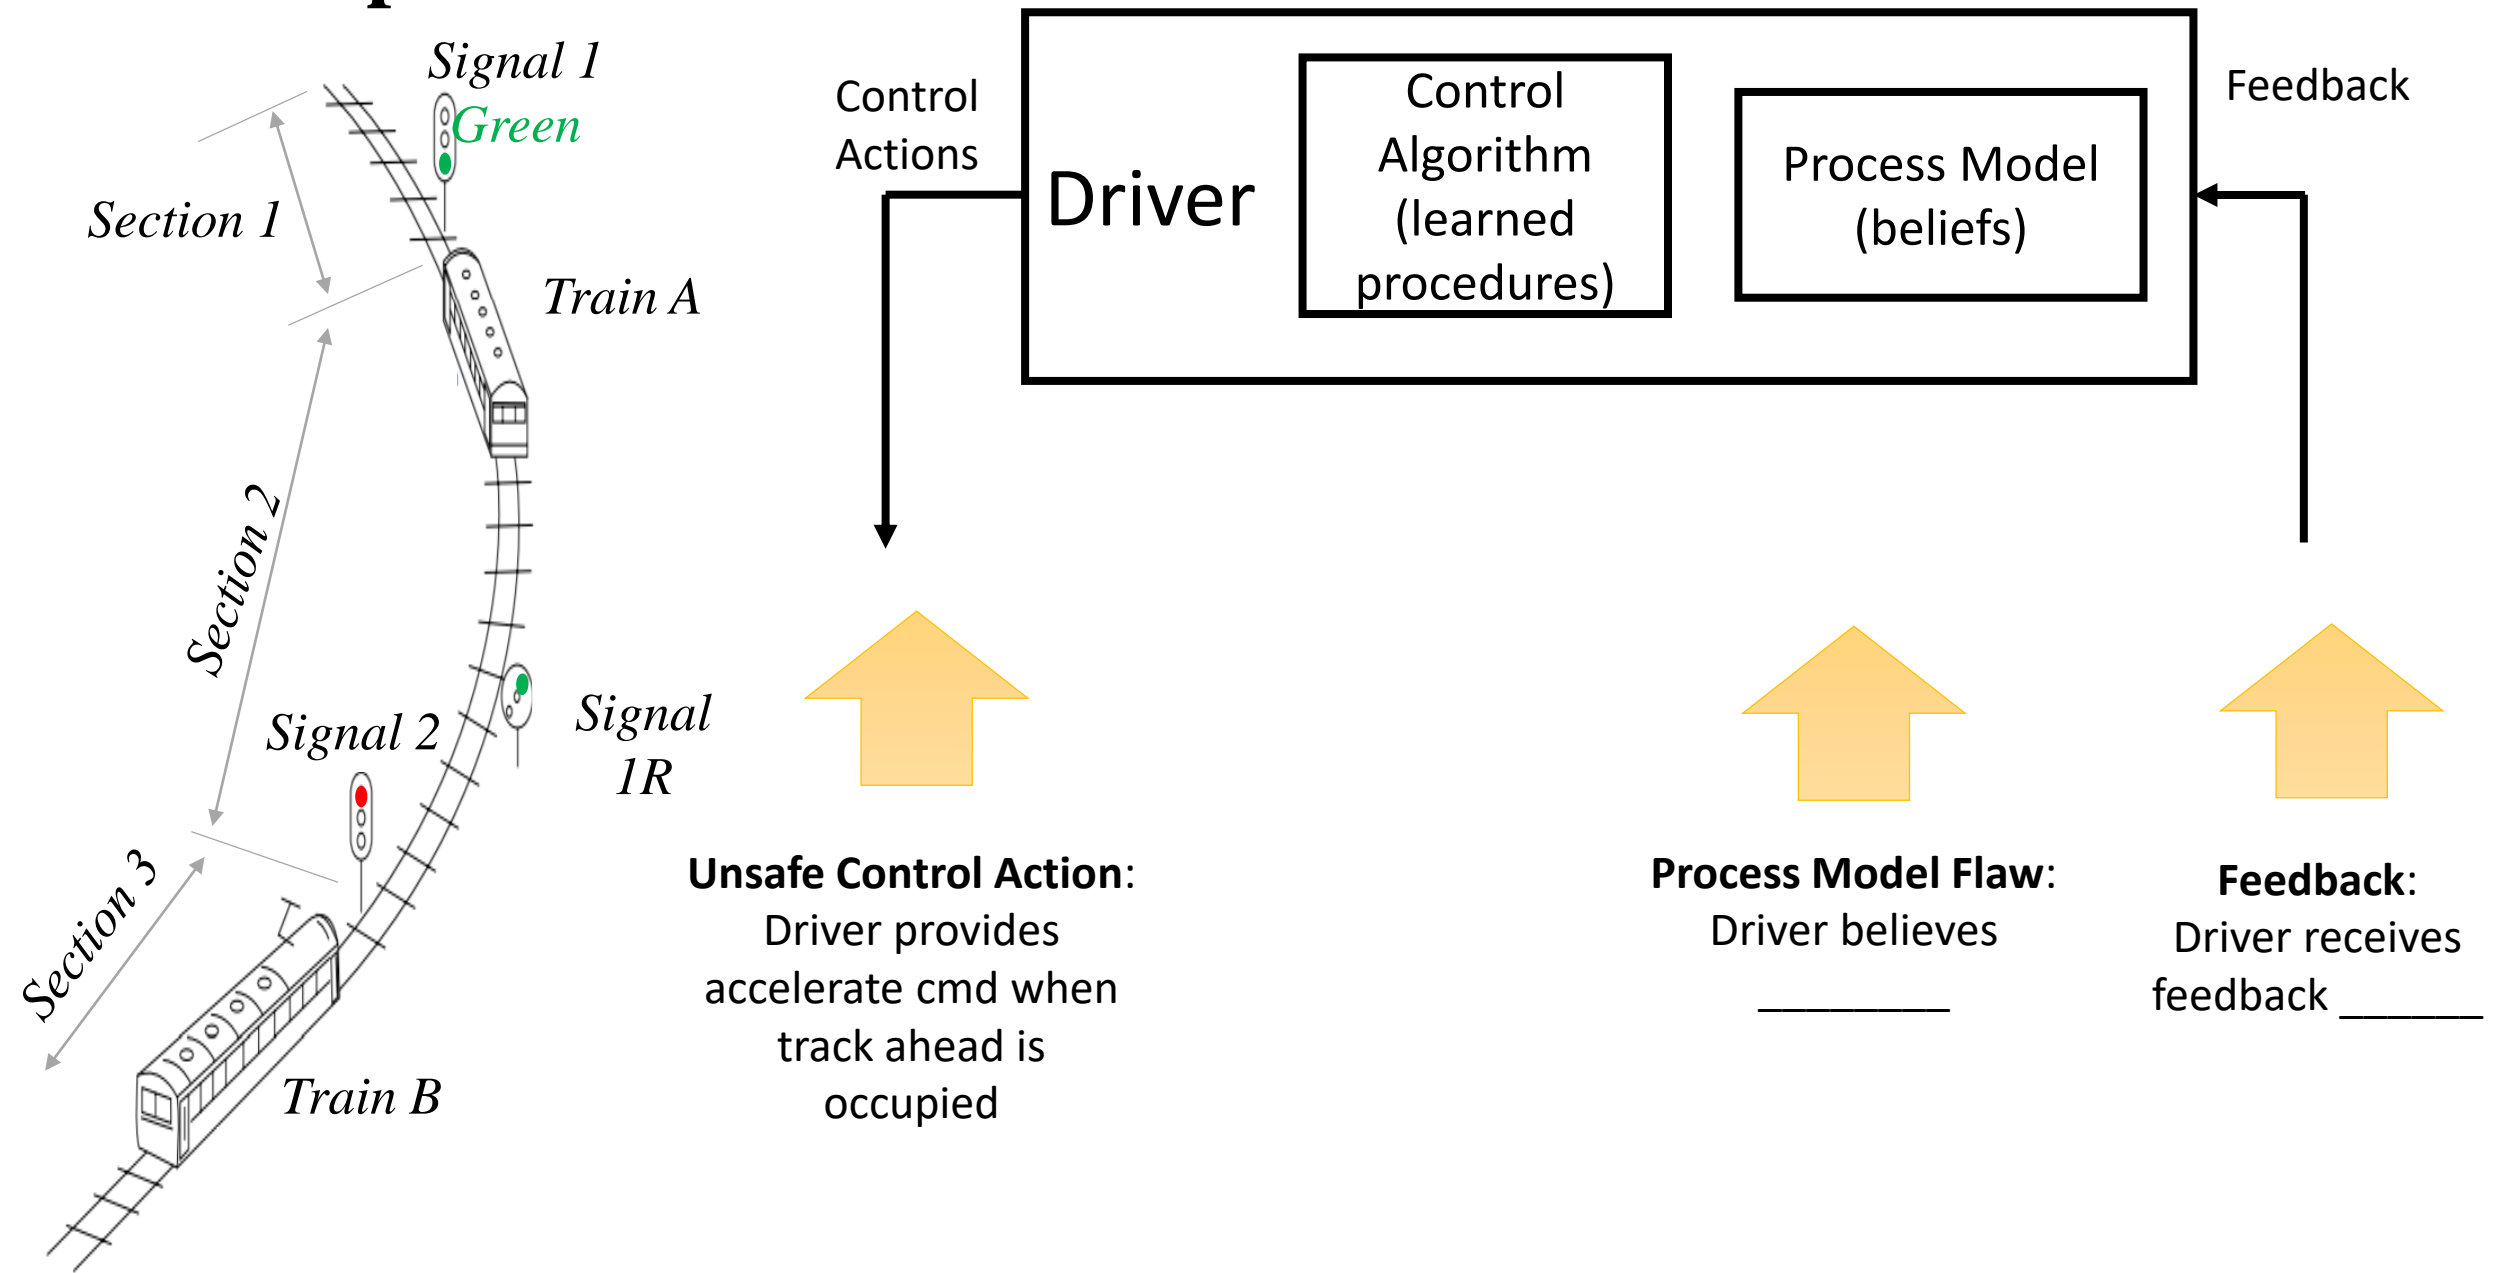 Signal 1
Green
Section 1
Train A
Section 2
Signal 2
Signal
1R
Section 3
Train B
Control
Actions
Driver
Control
Algorithm
(learned
procedures)
Process Model
(beliefs)
Feedback
Unsafe Control Action:
Driver provides
accelerate cmd when
track ahead is
occupied
Process Model Flaw:
Driver believes
________
Feedback:
Driver receives
feedback ______